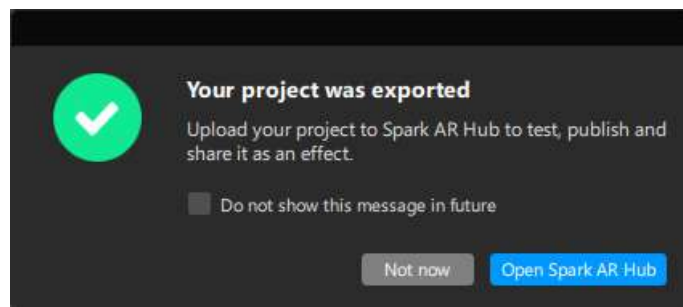 Your project was exported
Upload your project to Spark AR Hub to test, publish and
share it as an effect.
Do not show this message in future
Not now
Open Spark AR Hub